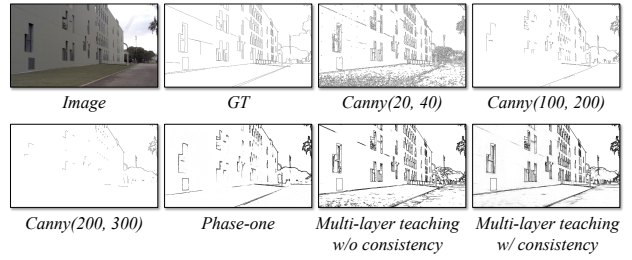 Image GT Canny(20, 40) Canny(100, 200)
Canny(200, 300) Phase-one Multi-layer teaching Multi-layer teaching
w/o consistency w/ consistency